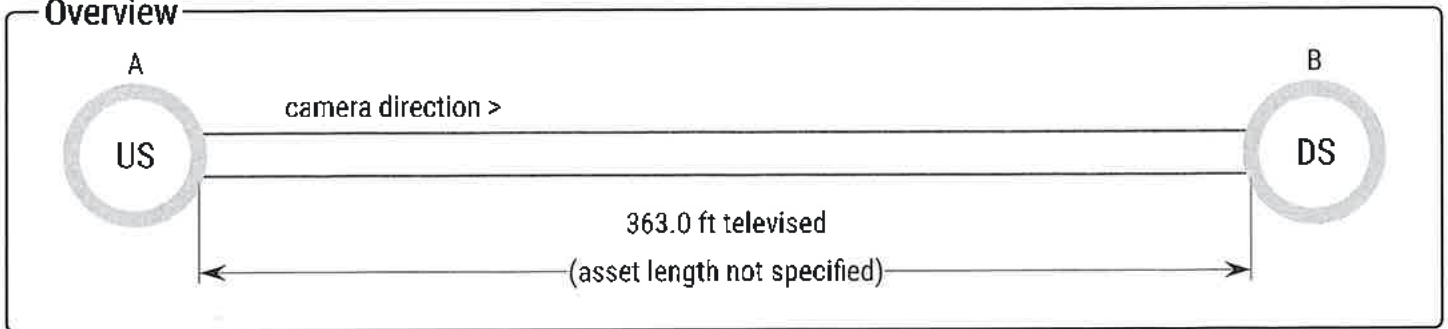 Overview
A
B
camera direction >
US
DS
363.0 ft televised
(asset length not specified)